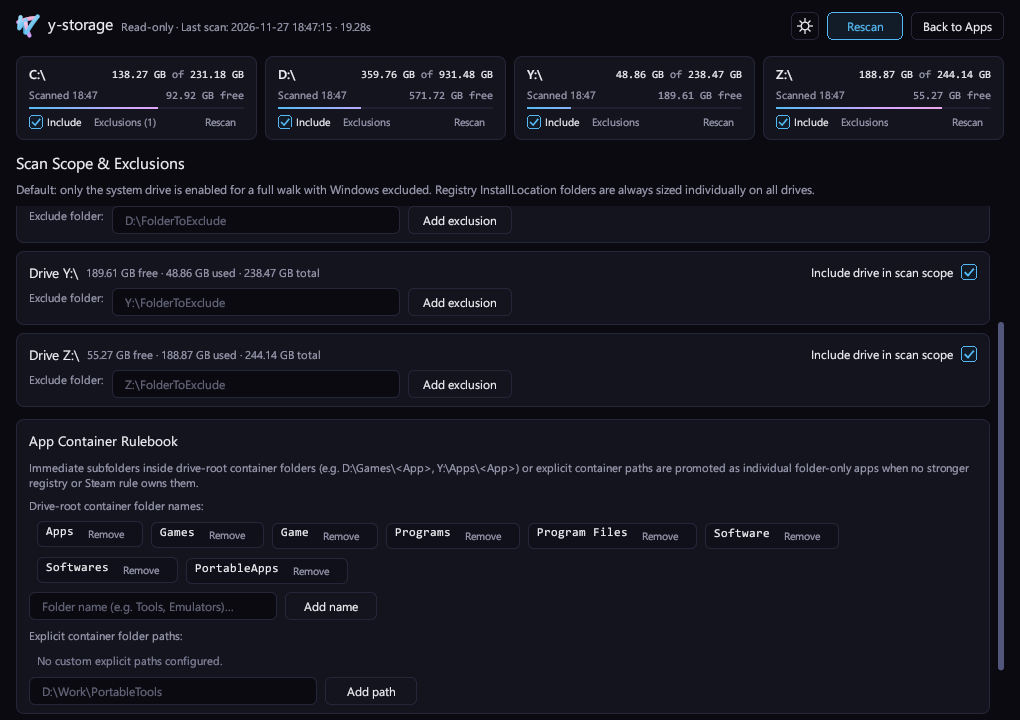 y-storage Read-only · Last scan: 2026-11-27 18:47:15 · 19.28s Rescan Back to Apps
C:\ 138.27 GB of 231.18 GB
Scanned 18:47 92.92 GB free
Include Exclusions (1) Rescan
D:\ 359.76 GB of 931.48 GB
Scanned 18:47 571.72 GB free
Include Exclusions Rescan
Y:\ 48.86 GB of 238.47 GB
Scanned 18:47 189.61 GB free
Include Exclusions Rescan
Z:\ 188.87 GB of 244.14 GB
Scanned 18:47 55.27 GB free
Include Exclusions Rescan
Scan Scope & Exclusions
Default: only the system drive is enabled for a full walk with Windows excluded. Registry InstallLocation folders are always sized individually on all drives.
Exclude folder: D:\FolderToExclude Add exclusion
Drive Y:\ 189.61 GB free · 48.86 GB used · 238.47 GB total Include drive in scan scope
Exclude folder: Y:\FolderToExclude Add exclusion
Drive Z:\ 55.27 GB free · 188.87 GB used · 244.14 GB total Include drive in scan scope
Exclude folder: Z:\FolderToExclude Add exclusion
App Container Rulebook
Immediate subfolders inside drive-root container folders (e.g. D:\Games\<App>, Y:\Apps\<App>) or explicit container paths are promoted as individual folder-only apps when no stronger
registry or Steam rule owns them.
Drive-root container folder names:
Apps Remove Games Remove Game Remove Programs Remove Program Files Remove Software Remove
Softwares Remove PortableApps Remove
Folder name (e.g. Tools, Emulators)... Add name
Explicit container folder paths:
No custom explicit paths configured.
D:\Work\PortableTools Add path